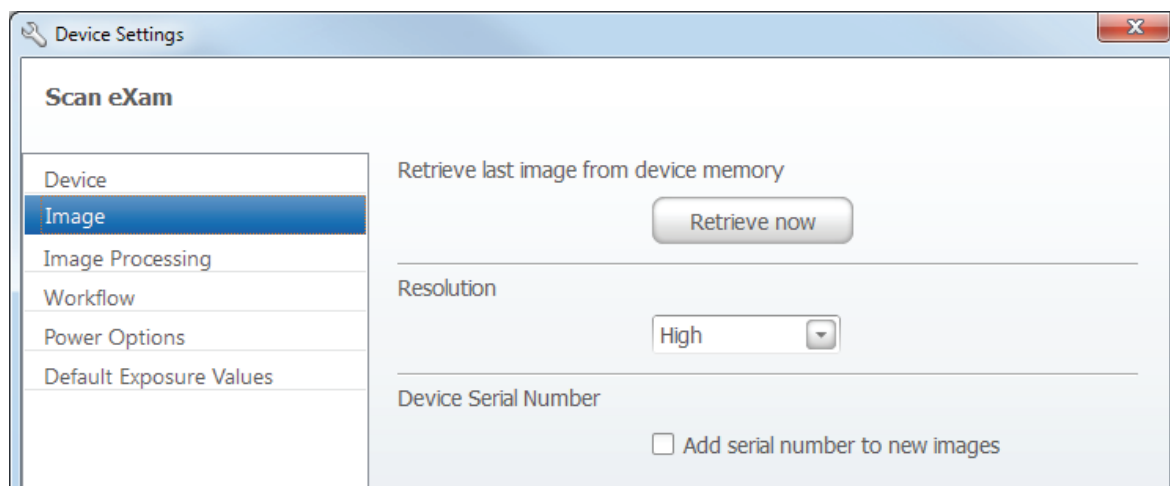 Device Settings
Scan eXam
Device
Image
Image Processing
Workflow
Power Options
Default Exposure Values
Retrieve last image from device memory
Retrieve now
Resolution
High
Device Serial Number
Add serial number to new images